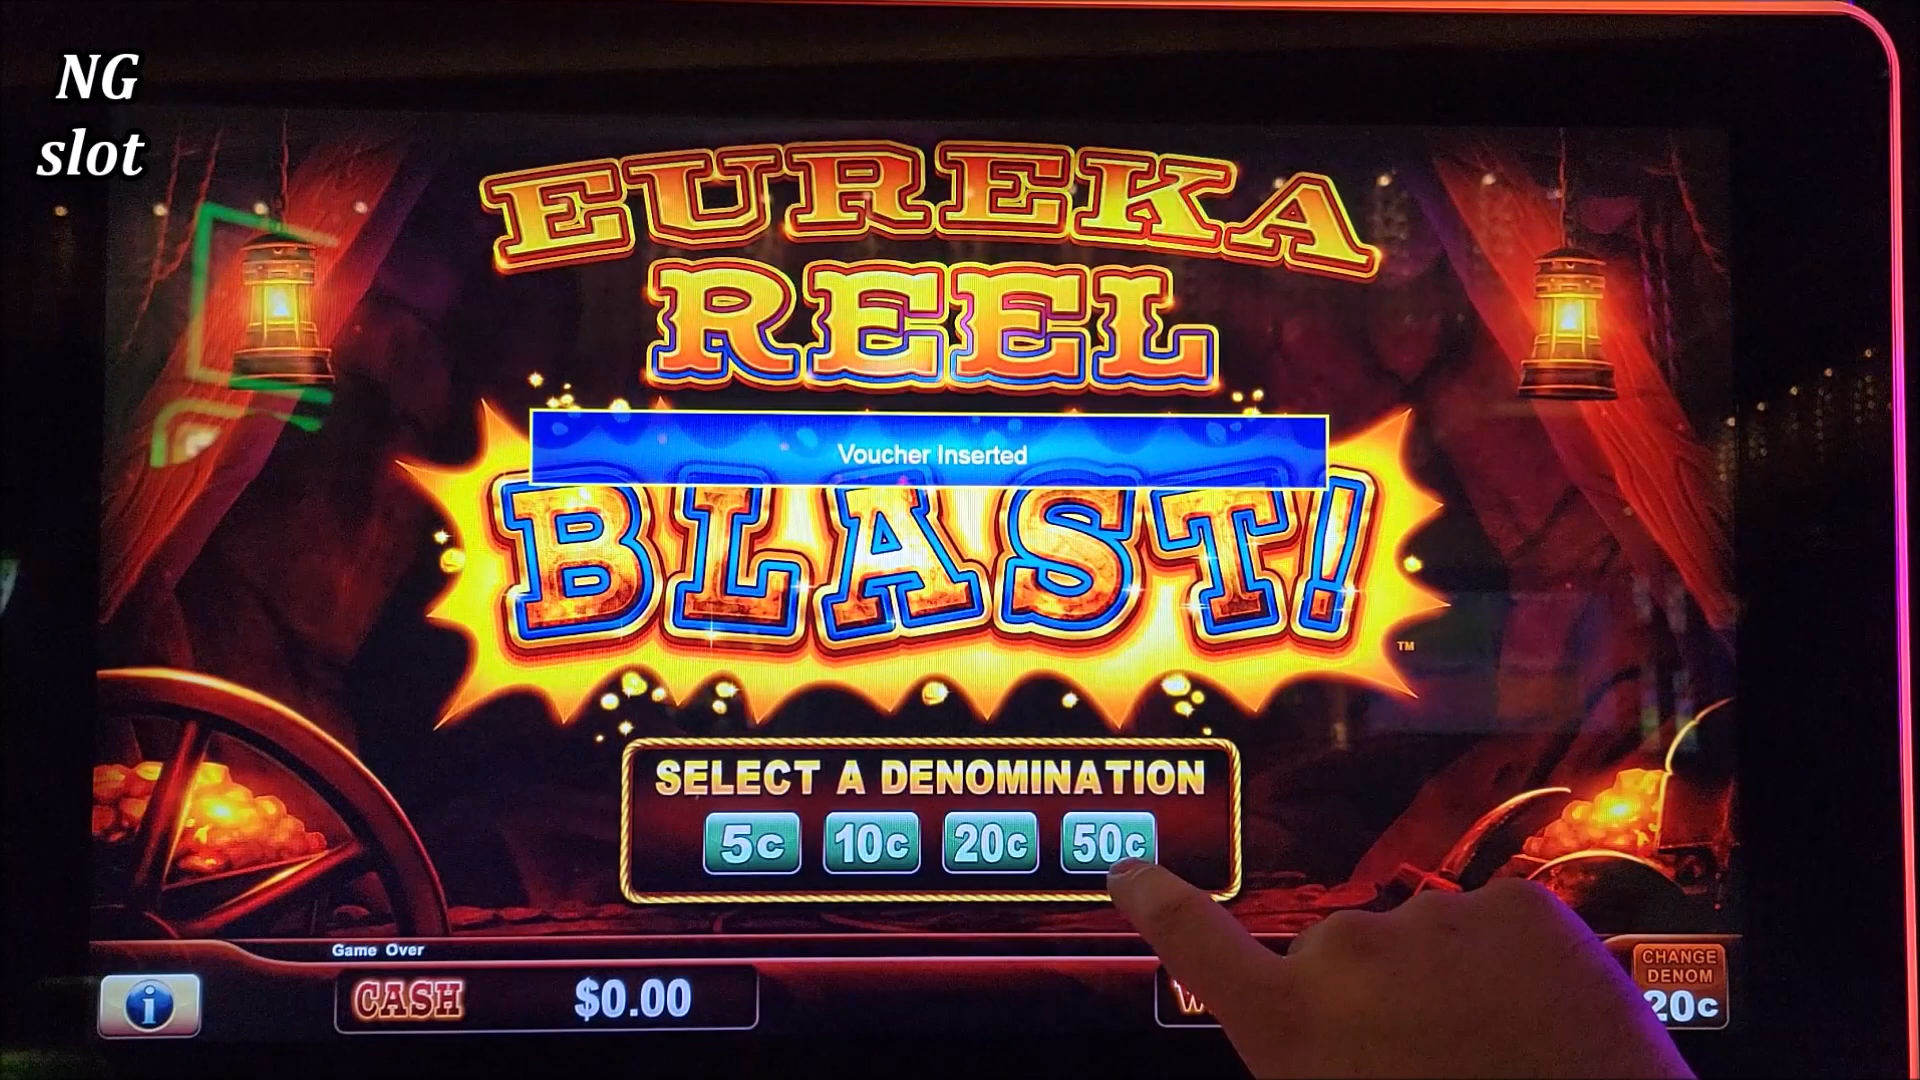 NG
slot
EUREKA
REEL
Voucher Inserted
BLAST!
TM
SELECT A DENOMINATION
5c 10c 20c 50c
Game Over
CASH $0.00
CHANGE
DENOM
20c